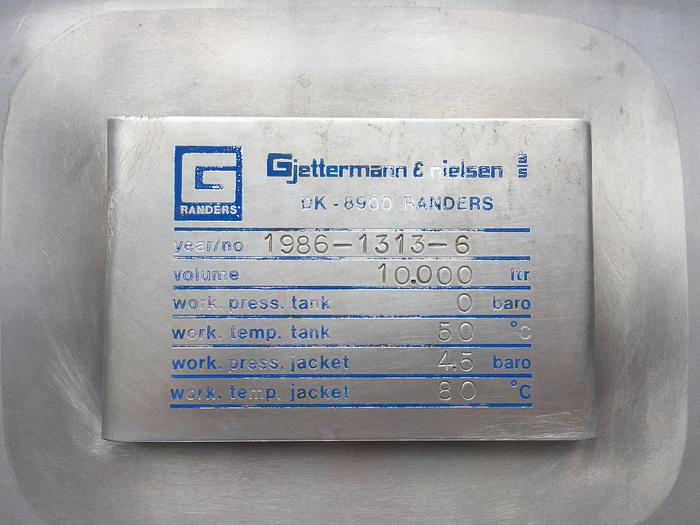 G
RANDERS
Gjettermann & nielsen a/s
DK - 8900 RANDERS
year/no 1986-1313-6
volume 10.000 ltr
work. press. tank 0 baro
work. temp. tank 50 °C
work. press. jacket 4.5 baro
work. temp. jacket 80 °C